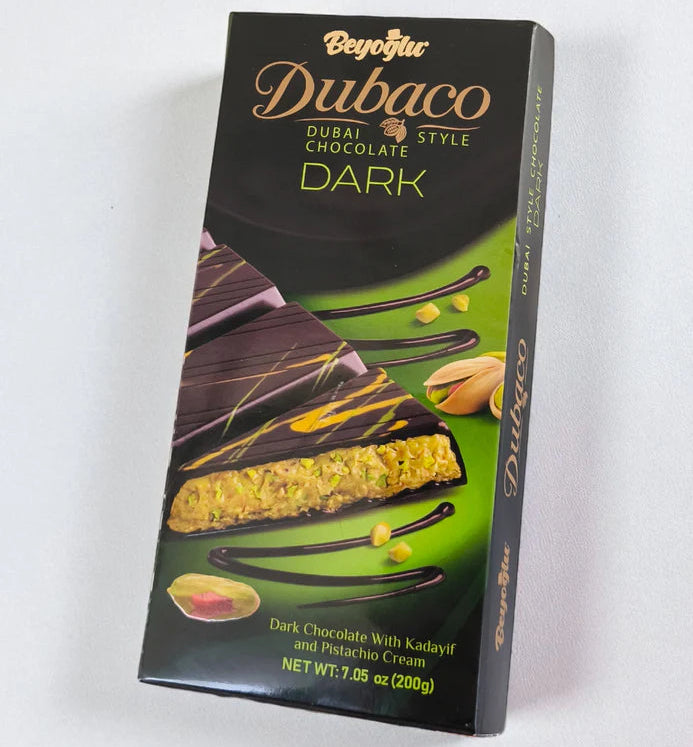 Beyoğlu
Dubaco
DUBAI STYLE
CHOCOLATE
DARK
Dark Chocolate With Kadayif
and Pistachio Cream
NET WT: 7.05 oz (200g)
DUBAI STYLE CHOCOLATE
DARK
Dubaco
Beyoğlu